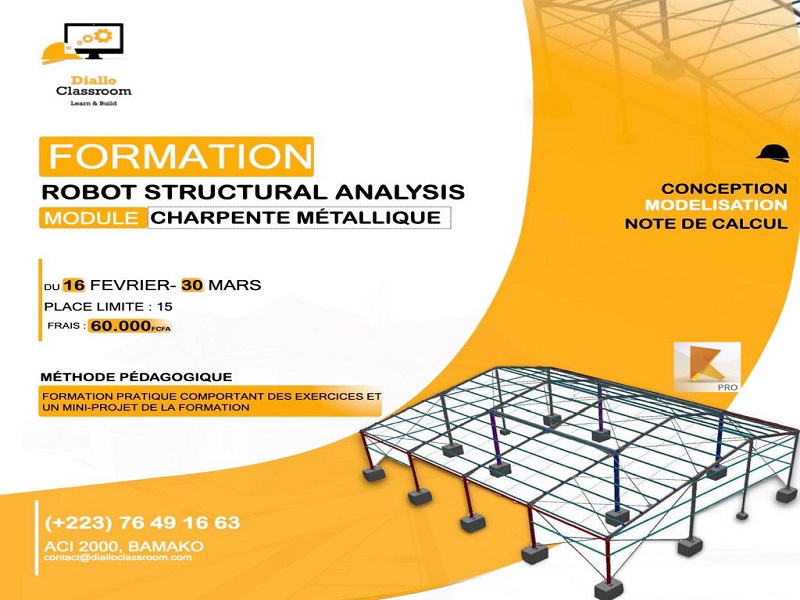 Diallo
Classroom
Learn & Build
FORMATION
ROBOT STRUCTURAL ANALYSIS
MODULE CHARPENTE MÉTALLIQUE
CONCEPTION
MODELISATION
NOTE DE CALCUL
DU 16 FEVRIER- 30 MARS
PLACE LIMITE : 15
FRAIS : 60.000 FCFA
MÉTHODE PÉDAGOGIQUE
FORMATION PRATIQUE COMPORTANT DES EXERCICES ET
UN MINI-PROJET DE LA FORMATION
PRO
(+223) 76 49 16 63
ACI 2000, BAMAKO
contact@dialloclassroom.com